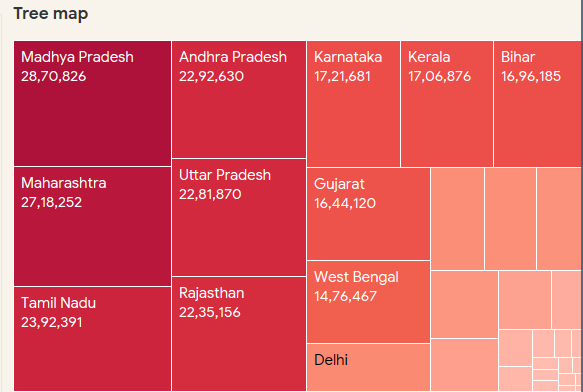 Tree map
Madhya Pradesh
28,70,826
Andhra Pradesh
22,92,630
Karnataka
17,21,681
Kerala
17,06,876
Bihar
16,96,185
Maharashtra
27,18,252
Uttar Pradesh
22,81,870
Gujarat
16,44,120
Tamil Nadu
23,92,391
Rajasthan
22,35,156
West Bengal
14,76,467
Delhi